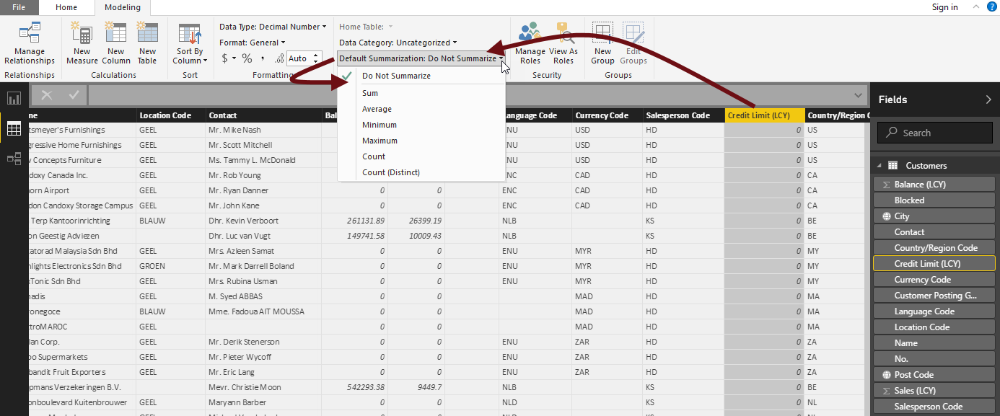 File Home Modeling Sign in
Manage Relationships
Relationships
New Measure New Column New Table
Calculations
Sort By Column
Sort
Data Type: Decimal Number
Format: General
$ % , .00 Auto
Formatting
Home Table:
Data Category: Uncategorized
Default Summarization: Do Not Summarize
Do Not Summarize
Sum
Average
Minimum
Maximum
Count
Count (Distinct)
Manage Roles View As Roles
Security
New Group Edit Groups
Groups
me Location Code Contact Bal anguage Code Currency Code Salesperson Code Credit Limit (LCY) Country/Region C
tsmeyer's Furnishings GEEL Mr. Mike Nash NU USD HD 0 US
gressive Home Furnishings GEEL Mr. Scott Mitchell NU USD HD 0 US
v Concepts Furniture GEEL Ms. Tammy L. McDonald NU USD HD 0 US
doxy Canada Inc. GEEL Mr. Rob Young NC CAD HD 0 CA
horn Airport GEEL Mr. Ryan Danner 0 0 ENC CAD HD 0 CA
don Candoxy Storage Campus GEEL Mr. John Kane 0 0 ENC CAD HD 0 CA
Terp Kantoorinrichting BLAUW Dhr. Kevin Verboort 261131.89 26399.19 NLB KS 0 BE
on Geestig Adviezen Dhr. Luc van Vugt 149741.58 10009.43 NLB KS 0 BE
tatorad Malaysia Sdn Bhd GEEL Mrs. Azleen Samat 0 0 ENU MYR HD 0 MY
hlights Electronics Sdn Bhd GROEN Mr. Mark Darrell Boland 0 0 ENU MYR HD 0 MY
xTonic Sdn Bhd GEEL Mrs. Rubina Usman 0 0 ENU MYR HD 0 MY
nadis GEEL M. Syed ABBAS 0 0 MAD HD 0 MA
ronegoce BLAUW Mme. Fadoua AIT MOUSSA 0 0 MAD HD 0 MA
ctroMAROC GEEL 0 0 MAD HD 0 MA
lan Corp. GEEL Mr. Derik Stenerson 0 0 ENU ZAR HD 0 ZA
oo Supermarkets GEEL Mr. Pieter Wycoff 0 0 ENU ZAR HD 0 ZA
bandit Fruit Exporters GEEL Mr. Eric Lang 0 0 ENU ZAR HD 0 ZA
pmans Verzekeringen B.V. Mevr. Christie Moon 542293.38 9449.7 NLB KS 0 BE
onboulevard Kuitenbrouwer GEEL Maryann Barber 0 0 NLD KS 0 NL
Fields
Search
Customers
Balance (LCY)
Blocked
City
Contact
Country/Region Code
Credit Limit (LCY)
Currency Code
Customer Posting G...
Language Code
Location Code
Name
No.
Post Code
Sales (LCY)
Salesperson Code